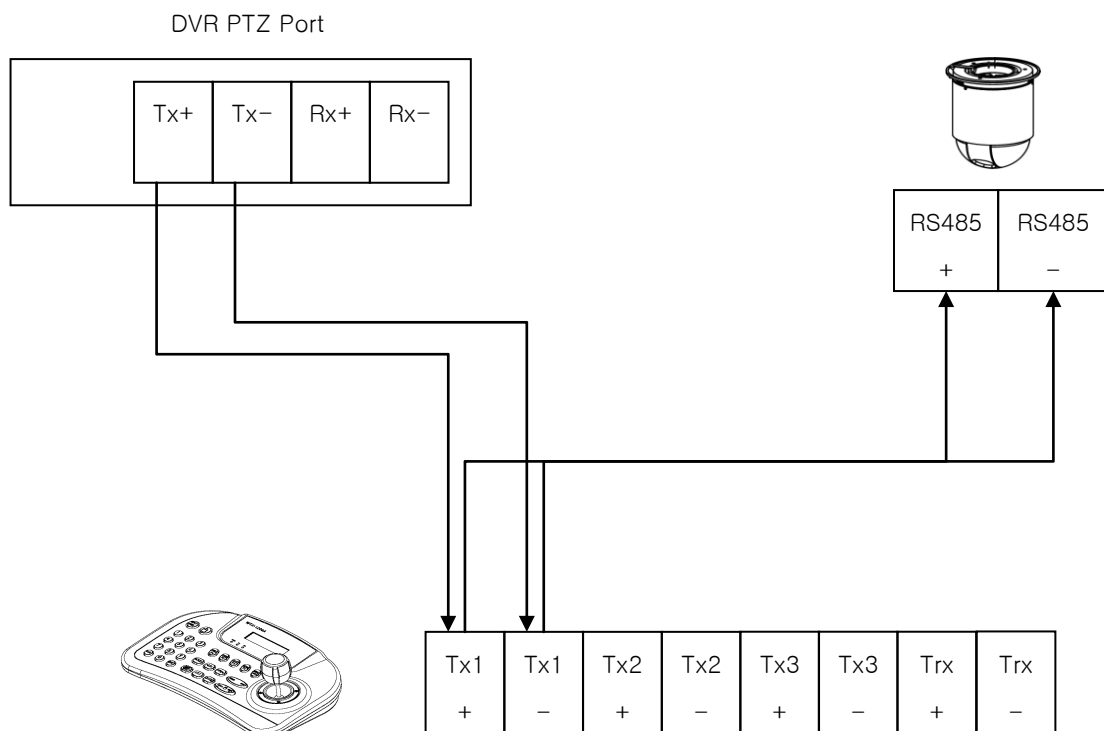 DVR PTZ Port
Tx+ Tx- Rx+ Rx-
RS485 RS485
+ -
Tx1 Tx1 Tx2 Tx2 Tx3 Tx3 Trx Trx
+ - + - + - + -